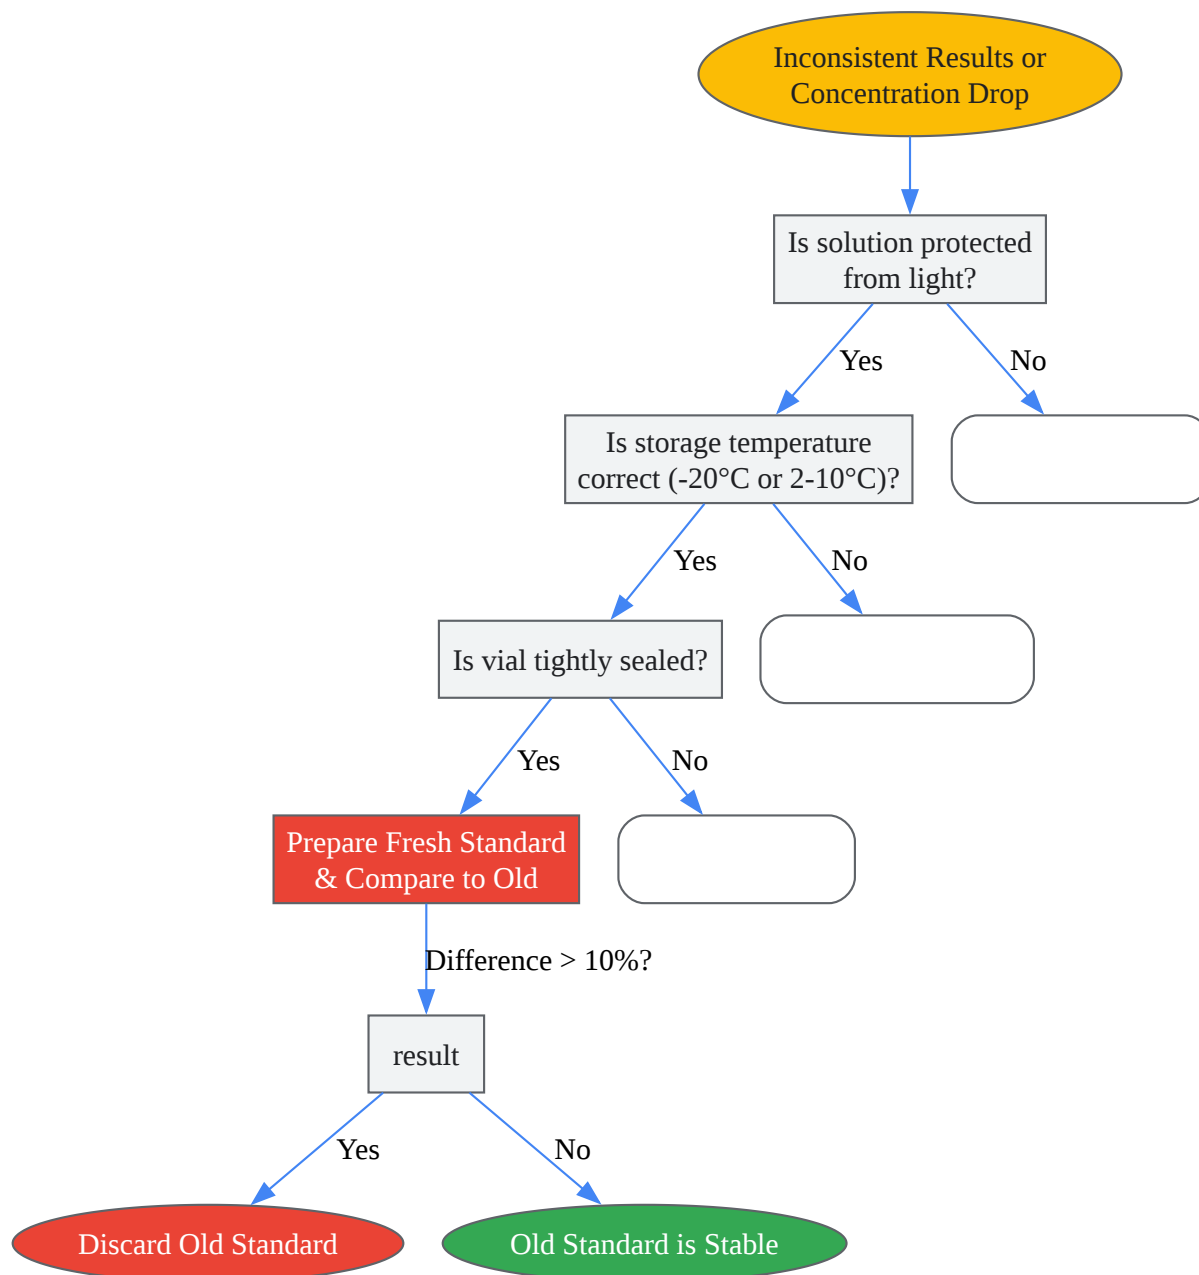 Inconsistent Results or
Concentration Drop
Is solution protected
from light?
Yes
No
Is storage temperature
correct (-20°C or 2-10°C)?
Yes
No
Is vial tightly sealed?
Yes
No
Prepare Fresh Standard
& Compare to Old
Difference > 10%?
result
Yes
No
Discard Old Standard
Old Standard is Stable